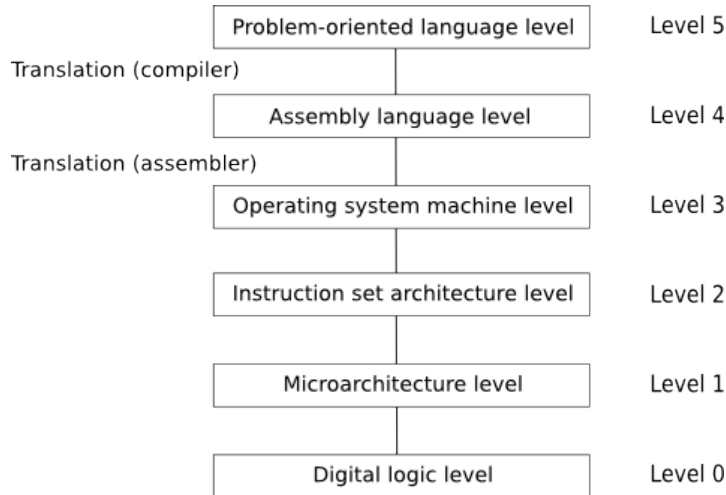 Problem-oriented language level Level 5
Translation (compiler)
Assembly language level Level 4
Translation (assembler)
Operating system machine level Level 3
Instruction set architecture level Level 2
Microarchitecture level Level 1
Digital logic level Level 0